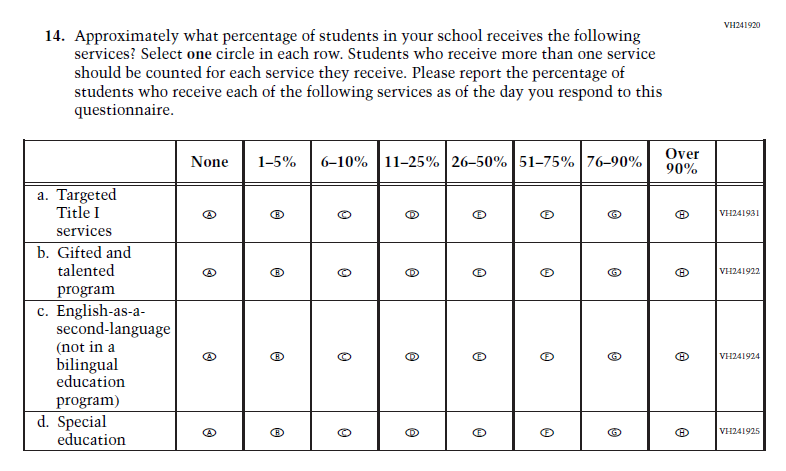 VH241920
14. Approximately what percentage of students in your school receives the following
services? Select one circle in each row. Students who receive more than one service
should be counted for each service they receive. Please report the percentage of
students who receive each of the following services as of the day you respond to this
questionnaire.
None 1–5% 6–10% 11–25% 26–50% 51–75% 76–90% Over
90%
a. Targeted
Title I
services
A B C D E F G H VH241931
b. Gifted and
talented
program
A B C D E F G H VH241922
c. English-as-a-
second-language
(not in a
bilingual
education
program)
A B C D E F G H VH241924
d. Special
education
A B C D E F G H VH241925